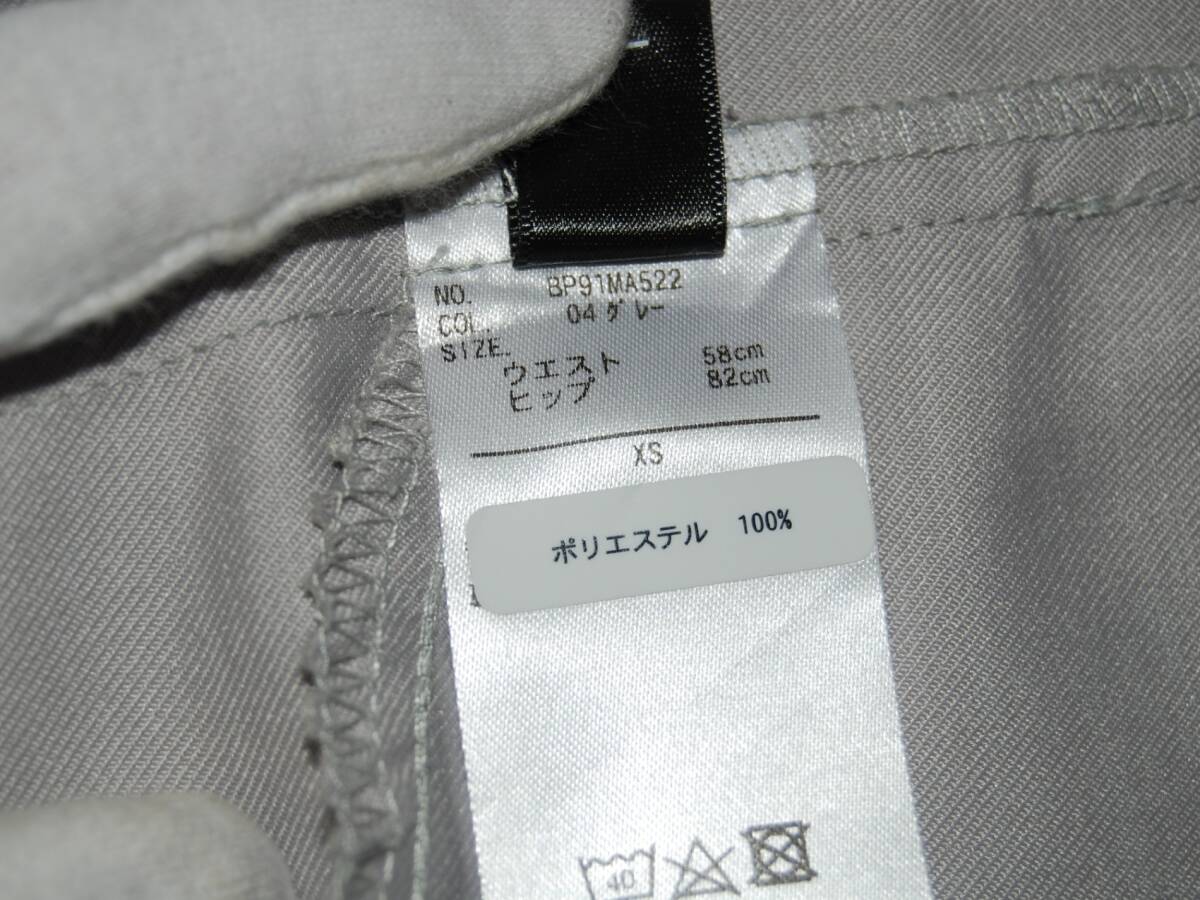 NO. BP91MA522
COL. 04 グレー
SIZE.
ウエスト 58cm
ヒップ 82cm
XS
ポリエステル 100%
40